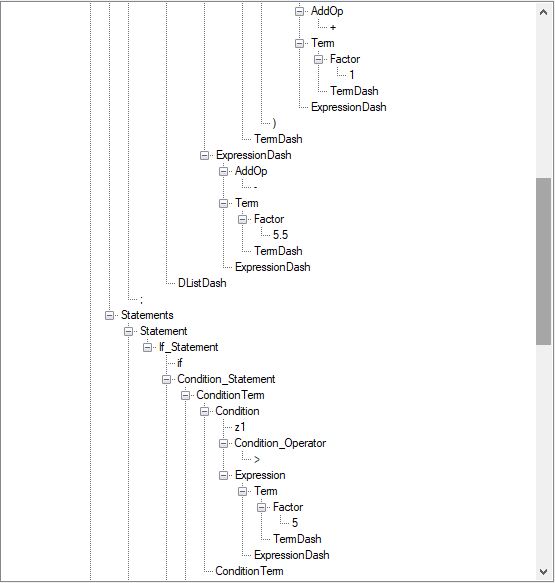 AddOp
+
Term
Factor
1
TermDash
ExpressionDash
)
TermDash
ExpressionDash
AddOp
-
Term
Factor
5.5
TermDash
ExpressionDash
DListDash
;
Statements
Statement
If_Statement
if
Condition_Statement
ConditionTerm
Condition
z1
Condition_Operator
>
Expression
Term
Factor
5
TermDash
ExpressionDash
ConditionTerm